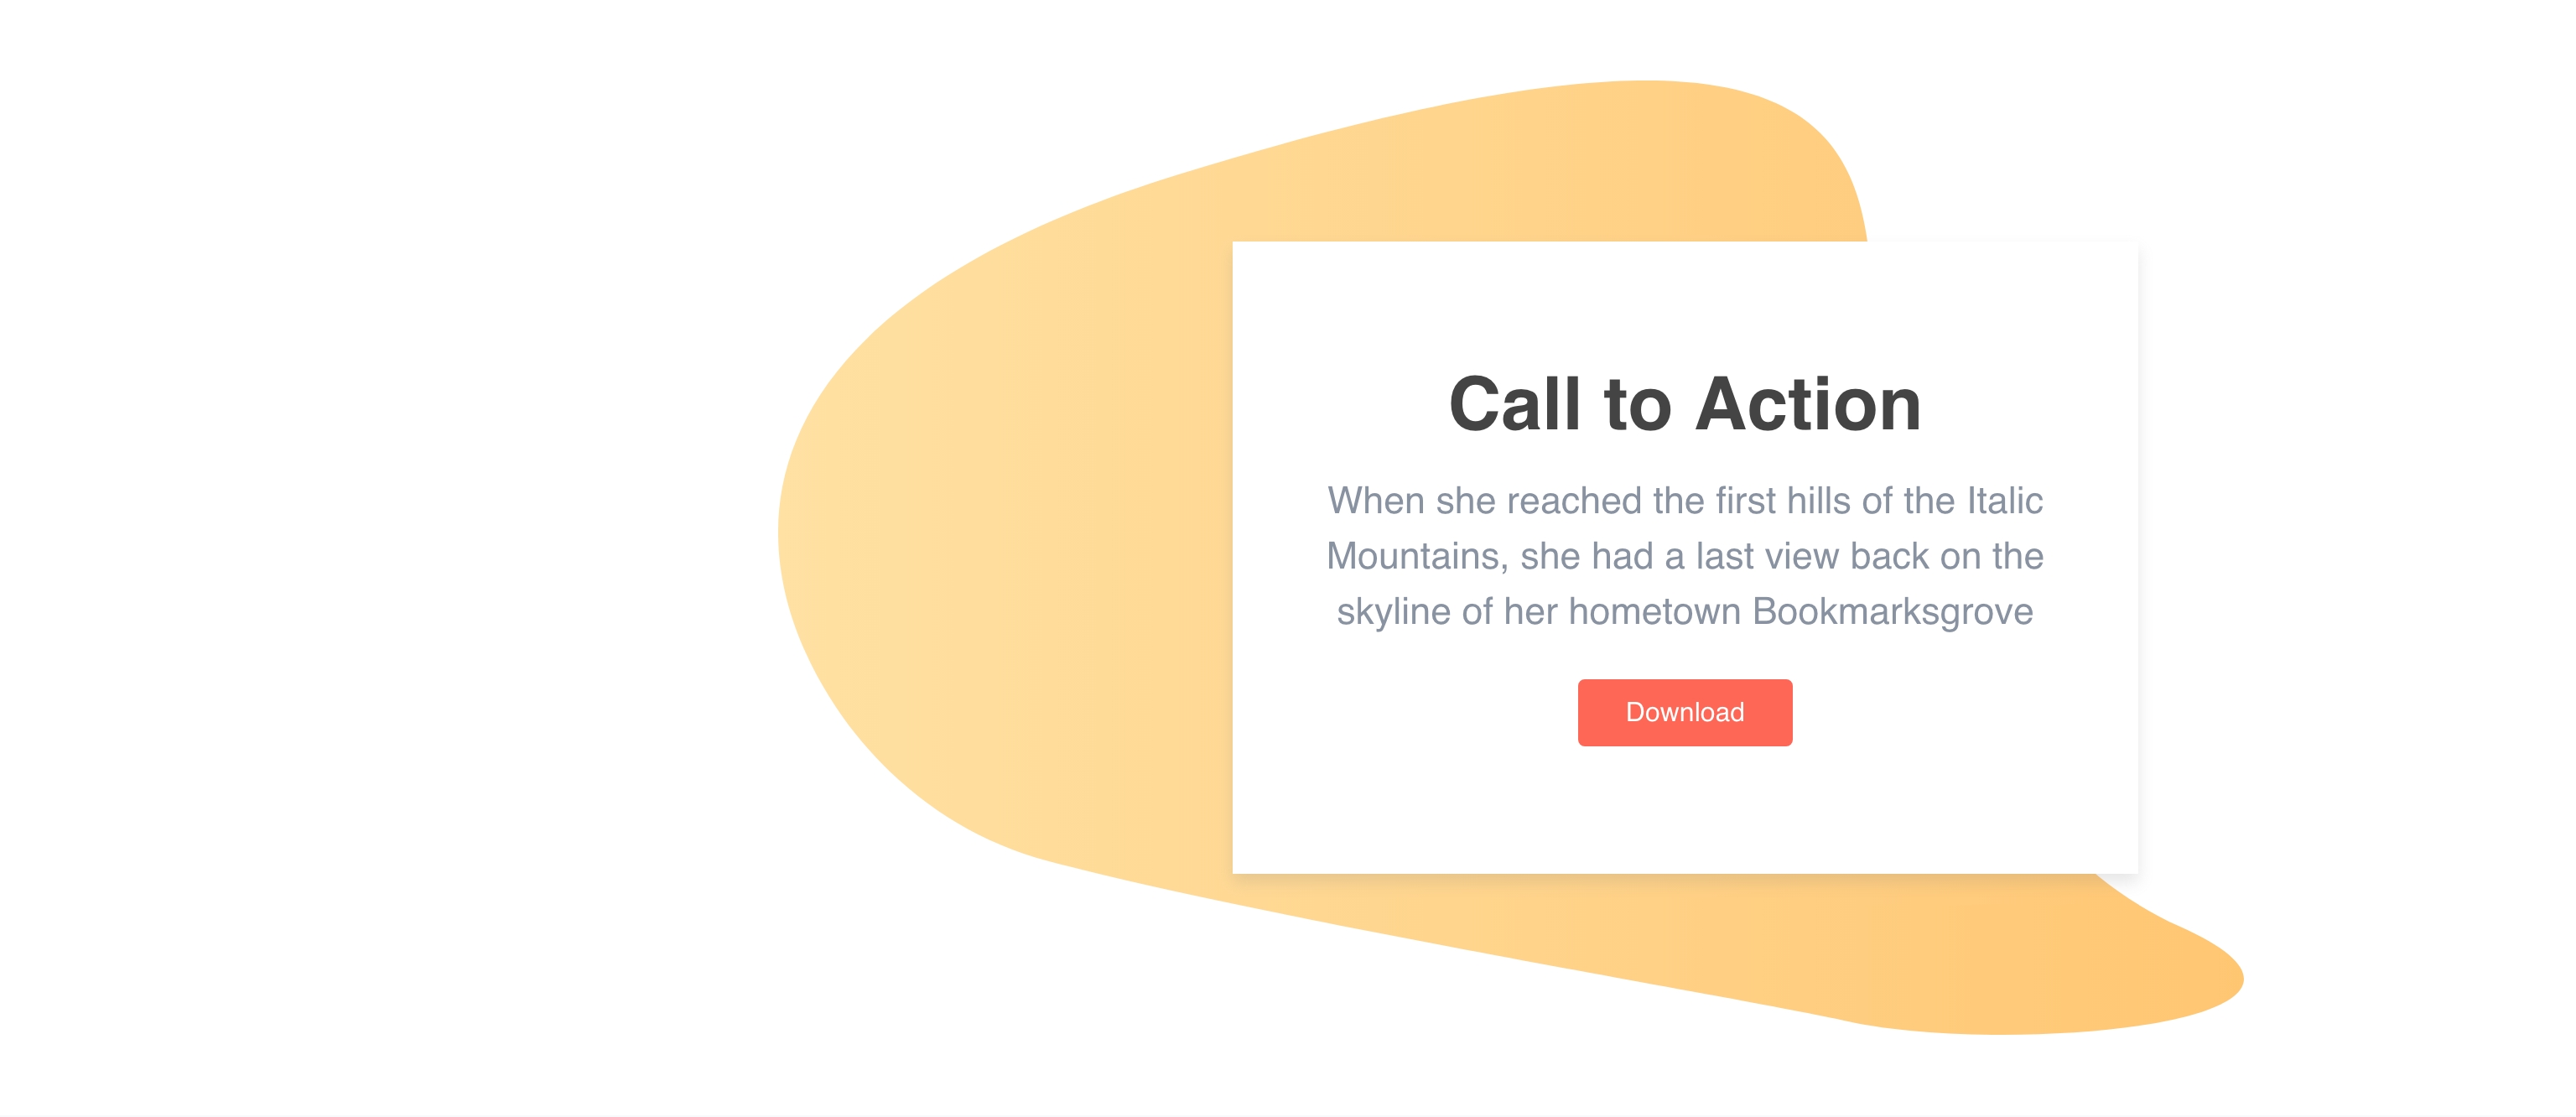 Call to Action
When she reached the first hills of the Italic
Mountains, she had a last view back on the
skyline of her hometown Bookmarksgrove
Download